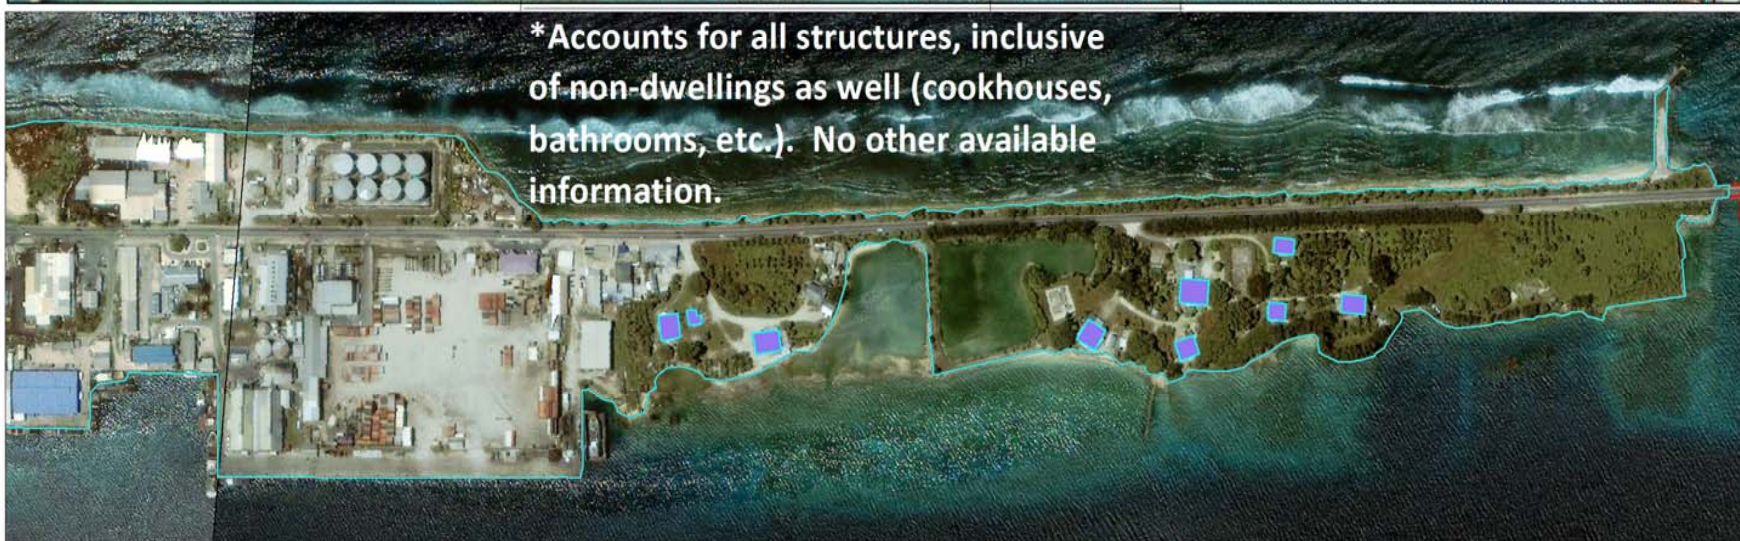 *Accounts for all structures, inclusive
of non-dwellings as well (cookhouses,
bathrooms, etc.).  No other available
information.